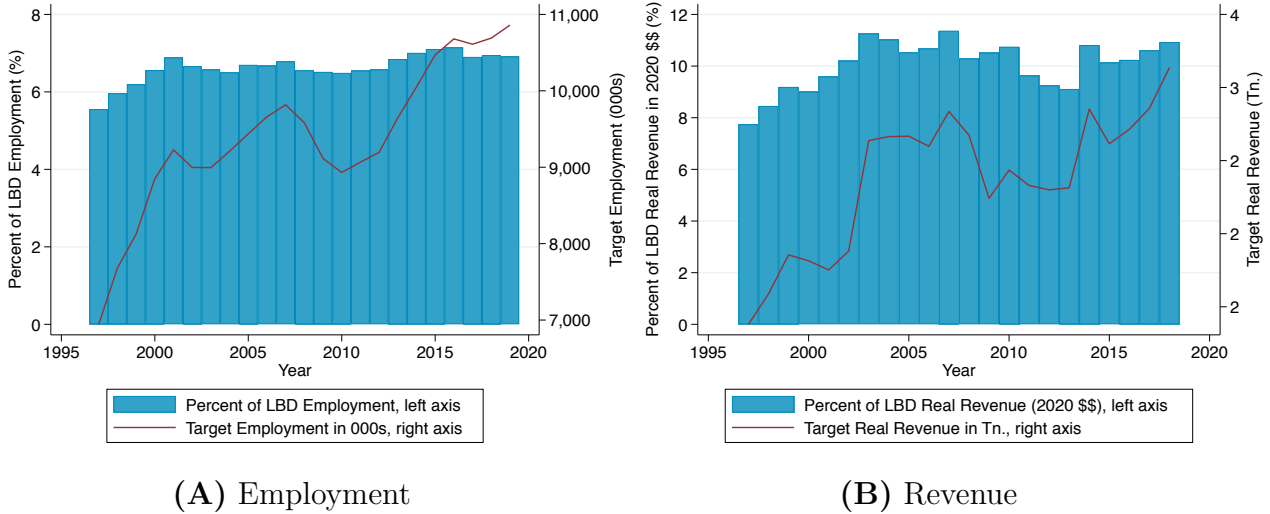 Percent of LBD Employment (%)
8
6
4
2
0
11,000
10,000
9,000
8,000
7,000
Target Employment (000s)
1995 2000 2005 2010 2015 2020
Year
Percent of LBD Employment, left axis
Target Employment in 000s, right axis
(A) Employment
Percent of LBD Real Revenue in 2020 $$ (%)
12
10
8
6
4
2
0
4
3
2
2
2
Target Real Revenue (Tn.)
1995 2000 2005 2010 2015 2020
Year
Percent of LBD Real Revenue (2020 $$), left axis
Target Real Revenue in Tn., right axis
(B) Revenue